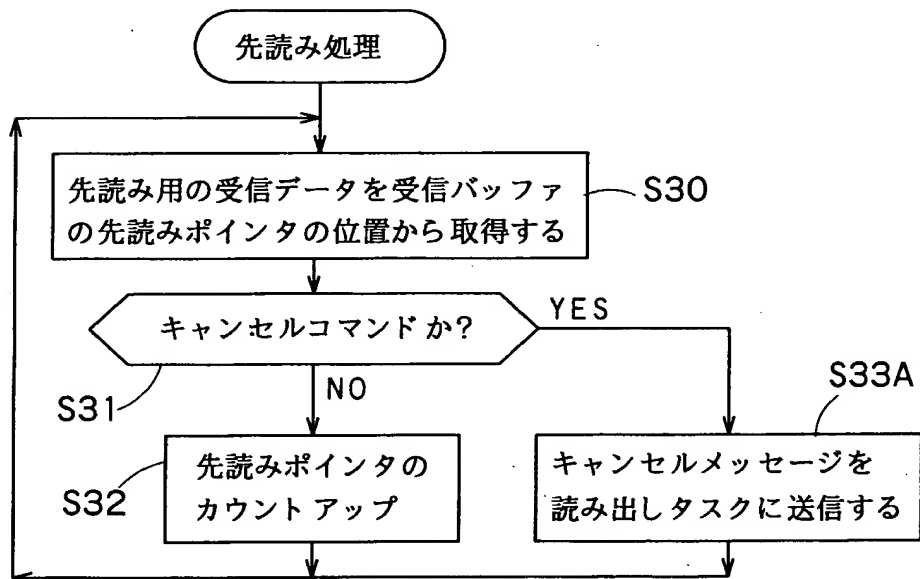 先読み処理
先読み用の受信データを受信バッファ
の先読みポインタの位置から取得する
S30
キャンセルコマンドか?
YES
S31
NO
S33A
先読みポインタの
カウントアップ
S32
キャンセルメッセージを
読み出しタスクに送信する